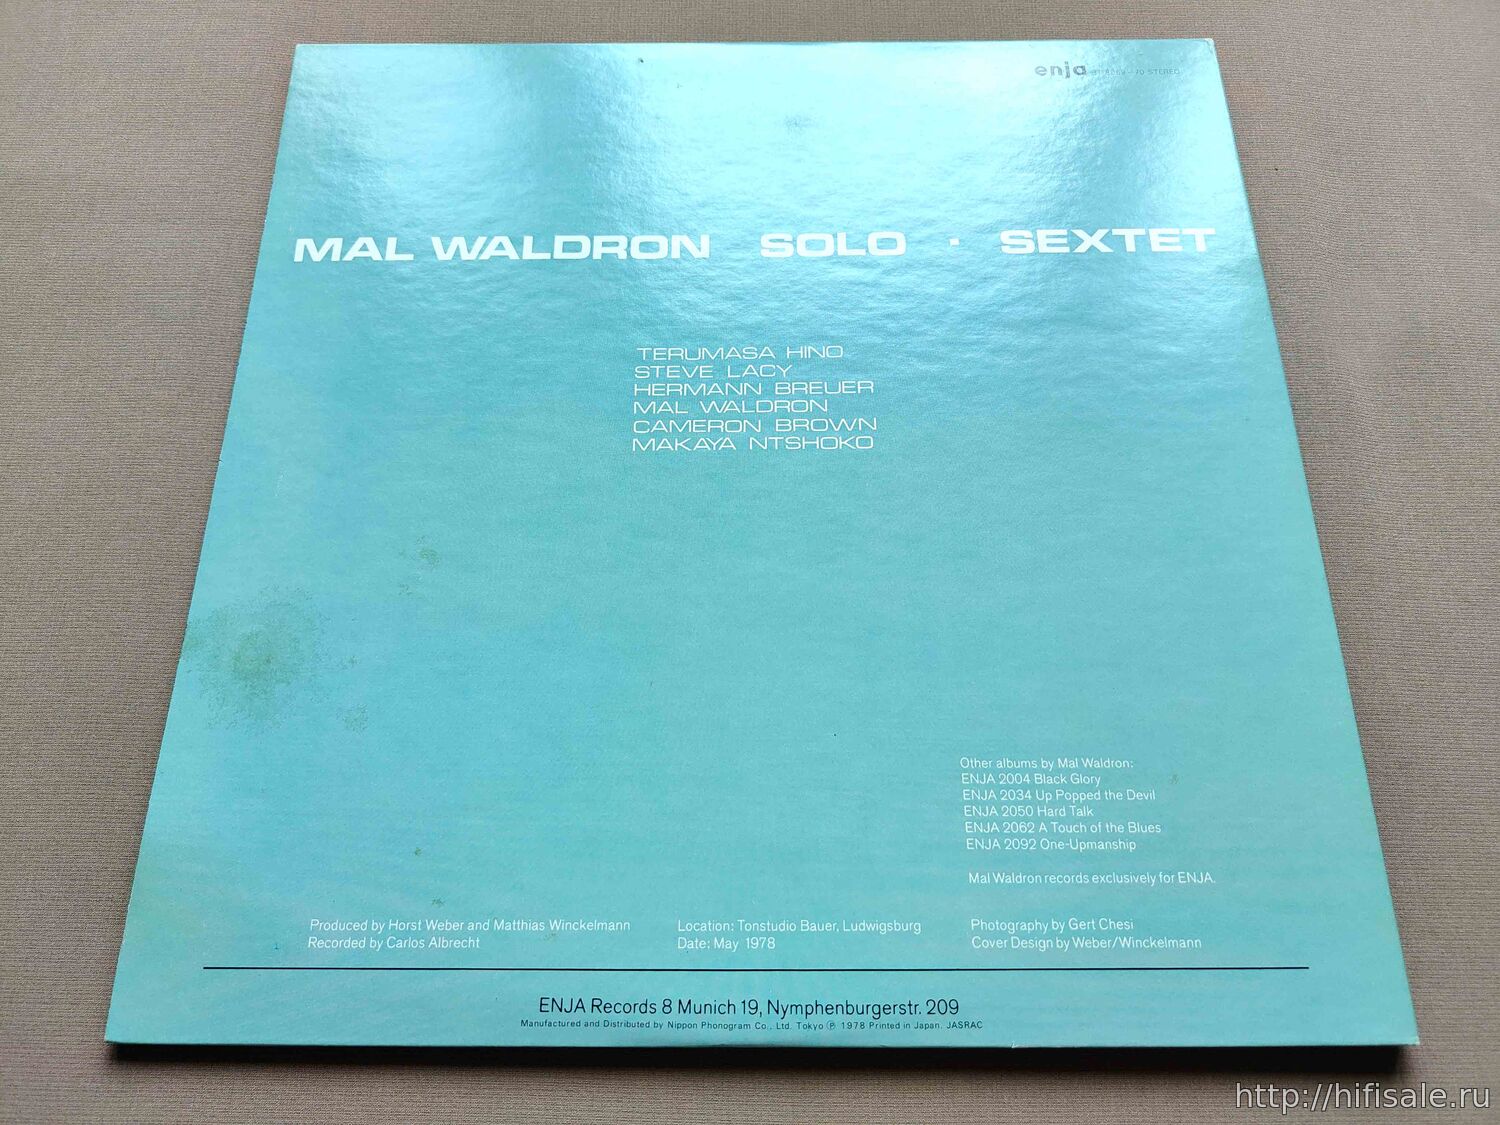 enja STEREO
MAL WALDRON SOLO · SEXTET
TERUMASA HINO
STEVE LACY
HERMANN BREUER
MAL WALDRON
CAMERON BROWN
MAKAYA NTSHOKO
Other albums by Mal Waldron:
ENJA 2004 Black Glory
ENJA 2034 Up Popped the Devil
ENJA 2050 Hard Talk
ENJA 2062 A Touch of the Blues
ENJA 2092 One-Upmanship
Mal Waldron records exclusively for ENJA.
Produced by Horst Weber and Matthias Winckelmann
Recorded by Carlos Albrecht
Location: Tonstudio Bauer, Ludwigsburg
Date: May 1978
Photography by Gert Chesi
Cover Design by Weber/Winckelmann
ENJA Records 8 Munich 19, Nymphenburgerstr. 209
Manufactured and Distributed by Nippon Phonogram Co., Ltd. Tokyo Ⓟ 1978 Printed in Japan. JASRAC
http://hifisale.ru